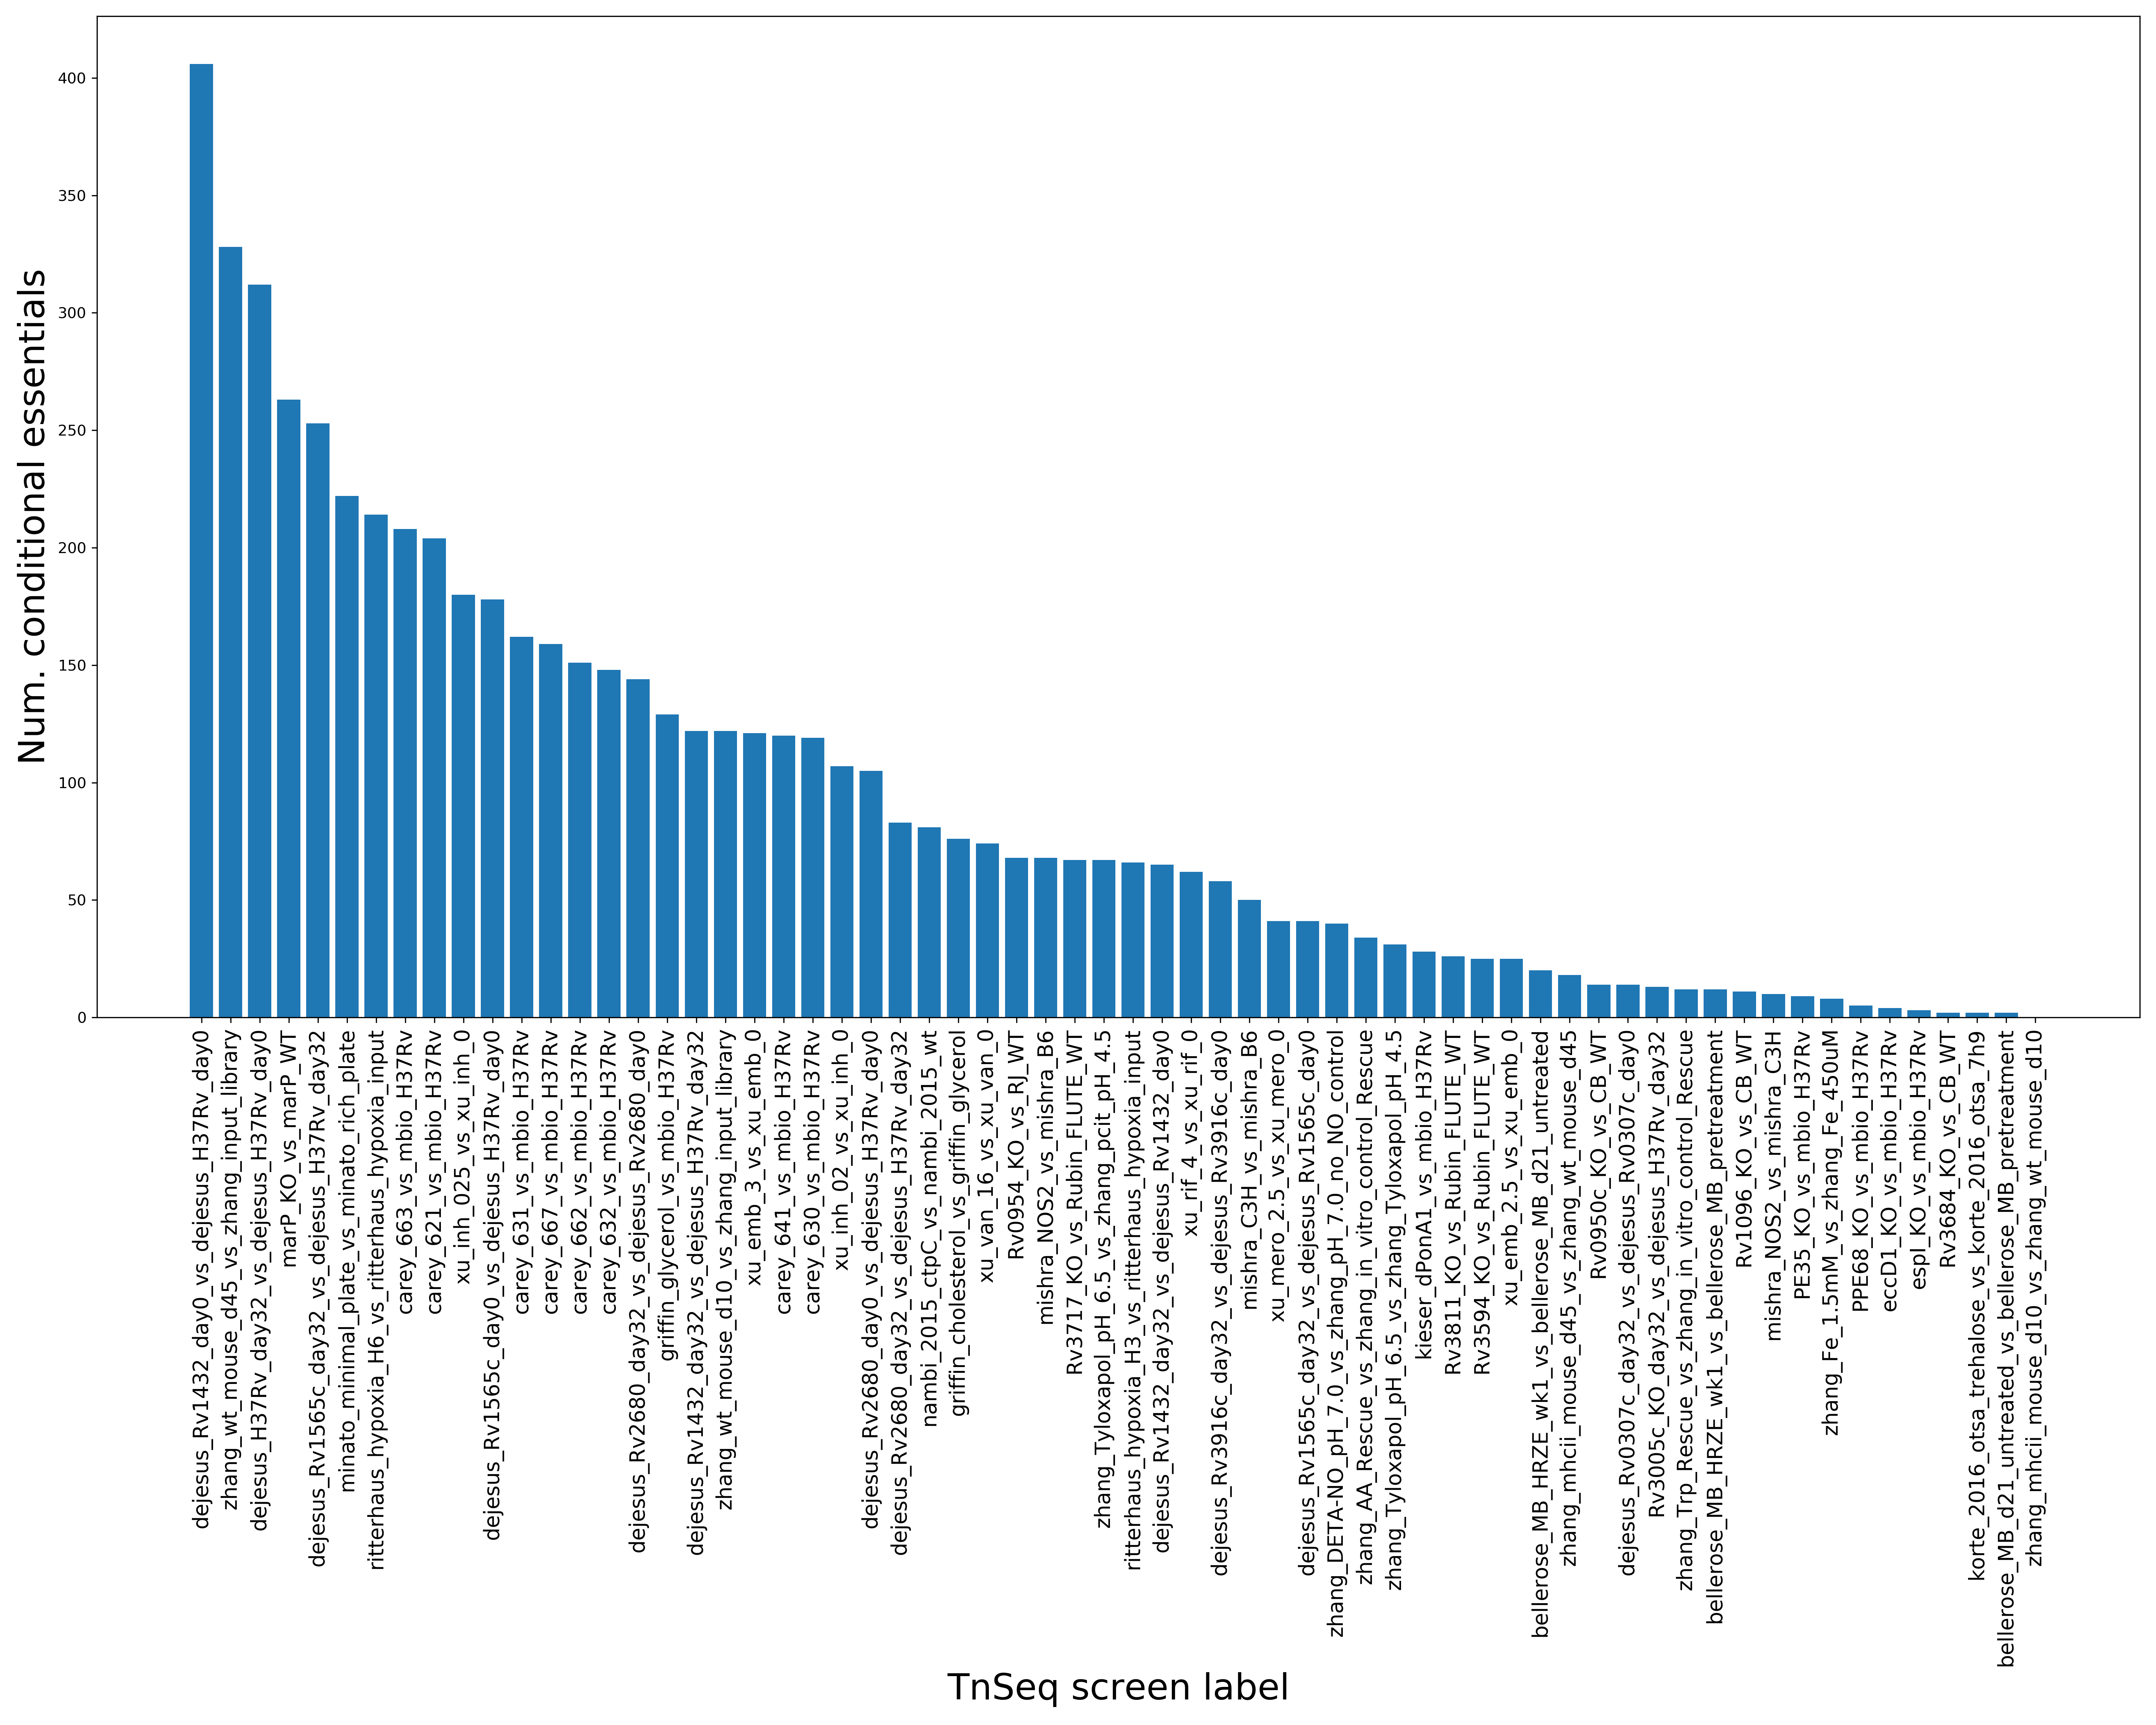 Num. conditional essentials
400
350
300
250
200
150
100
50
0
dejesus_Rv1432_day0_vs_dejesus_H37Rv_day0
zhang_wt_mouse_d45_vs_zhang_input_library
dejesus_H37Rv_day32_vs_dejesus_H37Rv_day0
marP_KO_vs_marP_WT
dejesus_Rv1565c_day32_vs_dejesus_H37Rv_day32
minato_minimal_plate_vs_minato_rich_plate
ritterhaus_hypoxia_H6_vs_ritterhaus_hypoxia_input
carey_663_vs_mbio_H37Rv
carey_621_vs_mbio_H37Rv
xu_inh_025_vs_xu_inh_0
dejesus_Rv1565c_day0_vs_dejesus_H37Rv_day0
carey_631_vs_mbio_H37Rv
carey_667_vs_mbio_H37Rv
carey_662_vs_mbio_H37Rv
carey_632_vs_mbio_H37Rv
dejesus_Rv2680_day32_vs_dejesus_Rv2680_day0
griffin_glycerol_vs_mbio_H37Rv
dejesus_Rv1432_day32_vs_dejesus_H37Rv_day32
zhang_wt_mouse_d10_vs_zhang_input_library
xu_emb_3_vs_xu_emb_0
carey_641_vs_mbio_H37Rv
carey_630_vs_mbio_H37Rv
xu_inh_02_vs_xu_inh_0
dejesus_Rv2680_day0_vs_dejesus_H37Rv_day0
dejesus_Rv2680_day32_vs_dejesus_H37Rv_day32
nambi_2015_ctpC_vs_nambi_2015_wt
griffin_cholesterol_vs_griffin_glycerol
xu_van_16_vs_xu_van_0
Rv0954_KO_vs_RJ_WT
mishra_NOS2_vs_mishra_B6
Rv3717_KO_vs_Rubin_FLUTE_WT
zhang_Tyloxapol_pH_6.5_vs_zhang_pcit_pH_4.5
ritterhaus_hypoxia_H3_vs_ritterhaus_hypoxia_input
dejesus_Rv1432_day32_vs_dejesus_Rv1432_day0
xu_rif_4_vs_xu_rif_0
dejesus_Rv3916c_day32_vs_dejesus_Rv3916c_day0
mishra_C3H_vs_mishra_B6
xu_mero_2.5_vs_xu_mero_0
dejesus_Rv1565c_day32_vs_dejesus_Rv1565c_day0
zhang_DETA-NO_pH_7.0_vs_zhang_pH_7.0_no_NO_control
zhang_AA_Rescue_vs_zhang_in_vitro_control_Rescue
zhang_Tyloxapol_pH_6.5_vs_zhang_Tyloxapol_pH_4.5
kieser_dPonA1_vs_mbio_H37Rv
Rv3811_KO_vs_Rubin_FLUTE_WT
Rv3594_KO_vs_Rubin_FLUTE_WT
xu_emb_2.5_vs_xu_emb_0
bellerose_MB_HRZE_wk1_vs_bellerose_MB_d21_untreated
zhang_mhcii_mouse_d45_vs_zhang_wt_mouse_d45
Rv0950c_KO_vs_CB_WT
dejesus_Rv0307c_day32_vs_dejesus_Rv0307c_day0
Rv3005c_KO_day32_vs_dejesus_H37Rv_day32
zhang_Trp_Rescue_vs_zhang_in_vitro_control_Rescue
bellerose_MB_HRZE_wk1_vs_bellerose_MB_pretreatment
Rv1096_KO_vs_CB_WT
mishra_NOS2_vs_mishra_C3H
PE35_KO_vs_mbio_H37Rv
zhang_Fe_1.5mM_vs_zhang_Fe_450uM
PPE68_KO_vs_mbio_H37Rv
eccD1_KO_vs_mbio_H37Rv
espI_KO_vs_mbio_H37Rv
Rv3684_KO_vs_CB_WT
korte_2016_otsa_trehalose_vs_korte_2016_otsa_7h9
bellerose_MB_d21_untreated_vs_bellerose_MB_pretreatment
zhang_mhcii_mouse_d10_vs_zhang_wt_mouse_d10
TnSeq screen label